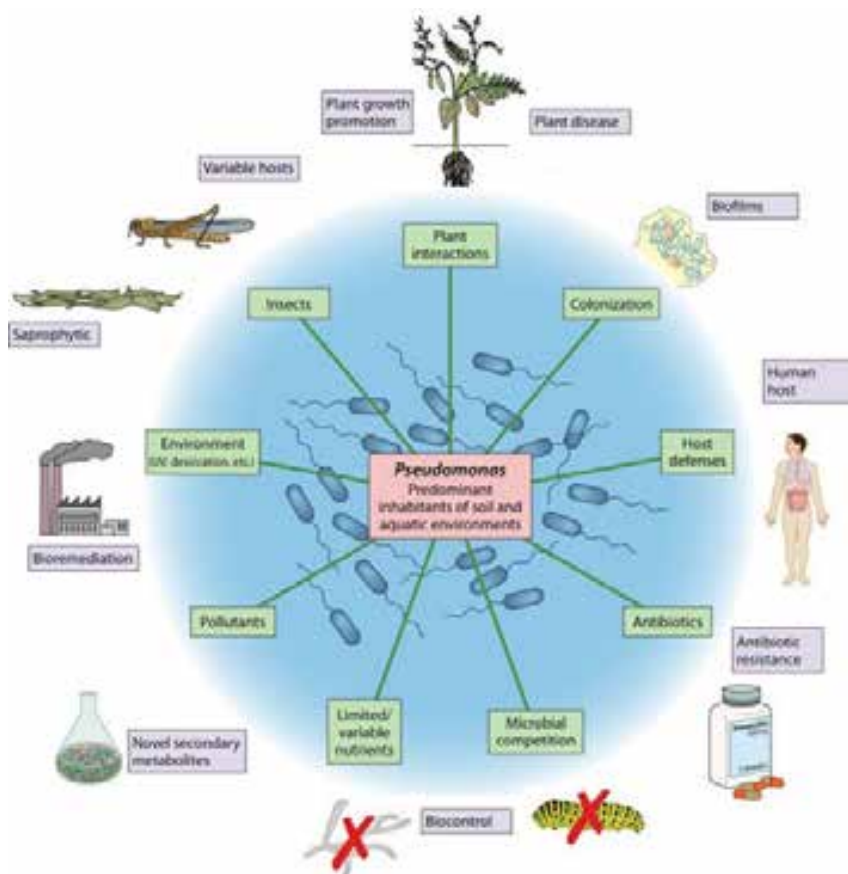 Plant growth
promotion
Plant disease
Variable hosts
Biofilms
Plant
interactions
Insects
Colonization
Saprophytic
Human
host
Environment
(UV, desiccation, etc.)
Host
defenses
Pseudomonas
Predominant
inhabitants of soil and
aquatic environments
Bioremediation
Pollutants
Antibiotics
Antibiotic
resistance
Limited/
variable
nutrients
Microbial
competition
Novel secondary
metabolites
Biocontrol